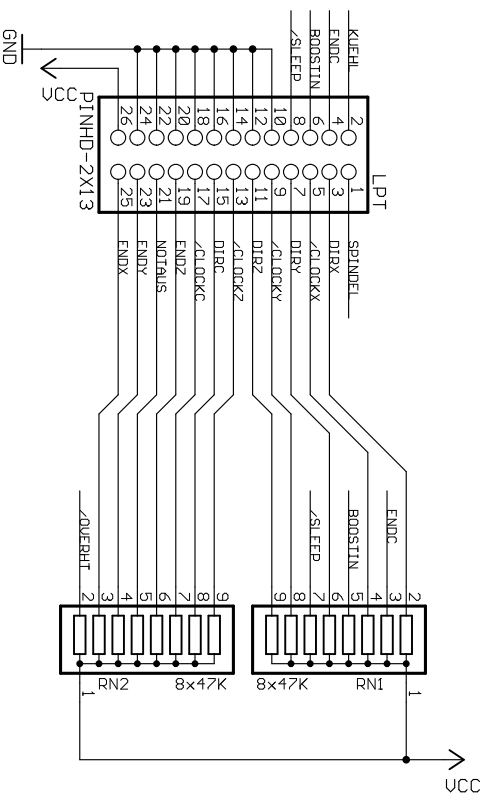 GND
VCC
KUEHL
ENDC
BOOSTIN
/SLEEP
26 24 22 20 18 16 14 12 10 8 6 4 2
PINHD-2X13
LPT
25 23 21 19 17 15 13 11 9 7 5 3 1
ENDX
ENDY
NOTAUS
ENDZ
/CLOCKC
DIRC
/CLOCKZ
DIRZ
/CLOCKY
DIRY
/CLOCKX
DIRX
SPINDEL
/OVERHT
/SLEEP
BOOSTIN
ENDC
2 3 4 5 6 7 8 9
9 8 7 6 5 4 3 2
RN2 8x47K
8x47K RN1
1
1
VCC